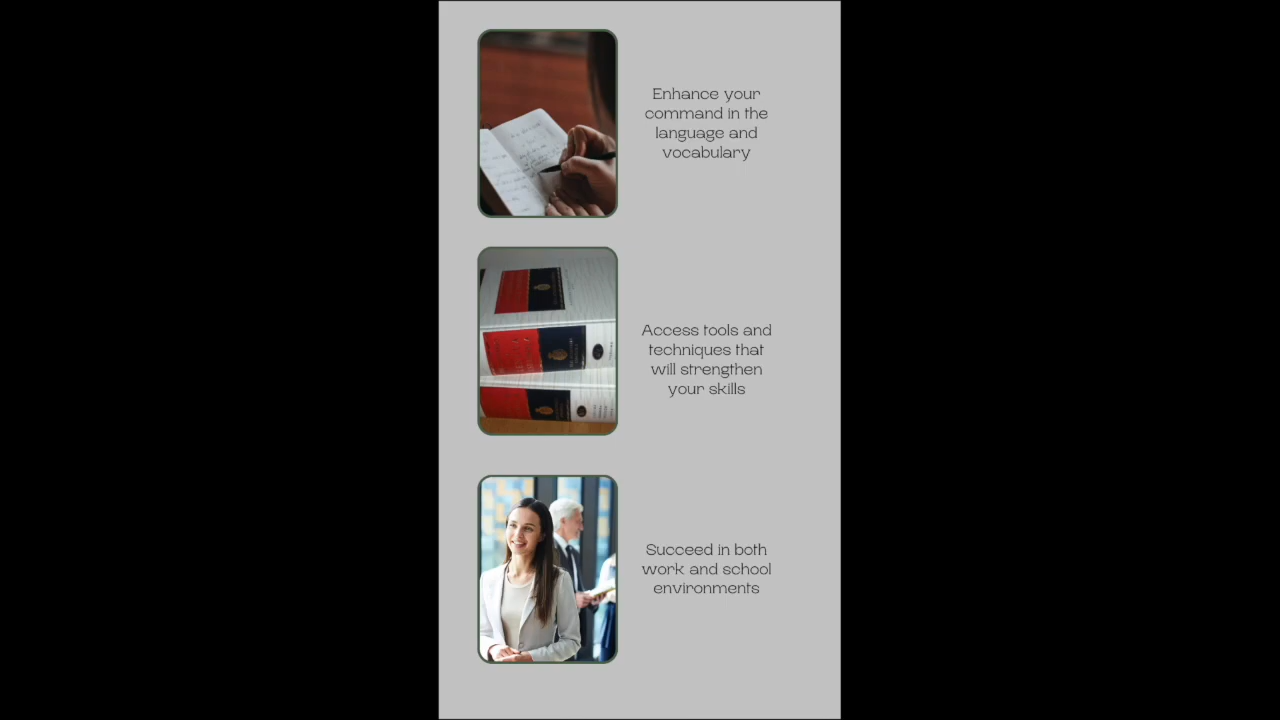 Enhance your
command in the
language and
vocabulary
Access tools and
techniques that
will strengthen
your skills
Succeed in both
work and school
environments